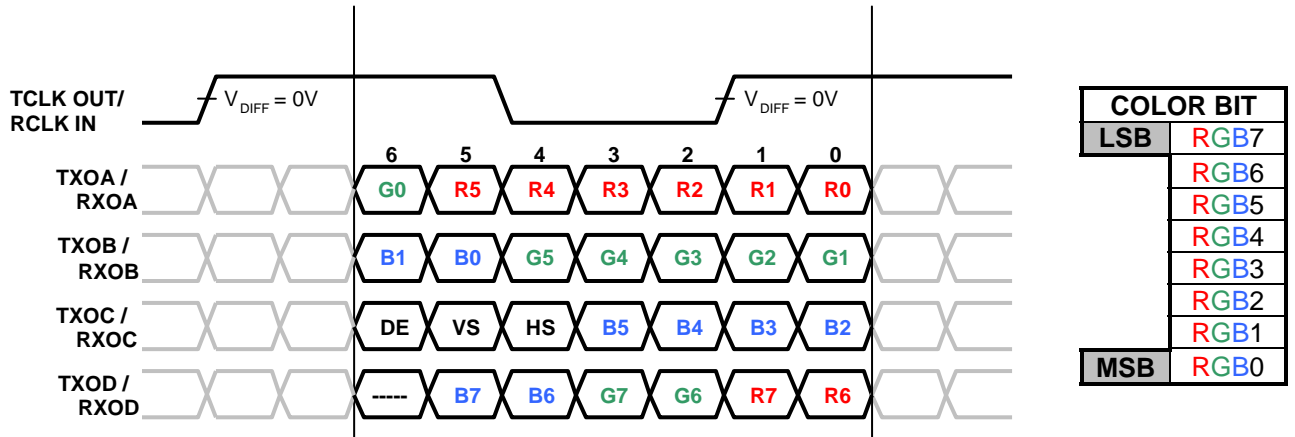 TCLK OUT/
RCLK IN
V DIFF = 0V
V DIFF = 0V
6 5 4 3 2 1 0
TXOA /
RXOA
G0 R5 R4 R3 R2 R1 R0
TXOB /
RXOB
B1 B0 G5 G4 G3 G2 G1
TXOC /
RXOC
DE VS HS B5 B4 B3 B2
TXOD /
RXOD
----- B7 B6 G7 G6 R7 R6
COLOR BIT
LSB RGB7
RGB6
RGB5
RGB4
RGB3
RGB2
RGB1
MSB RGB0